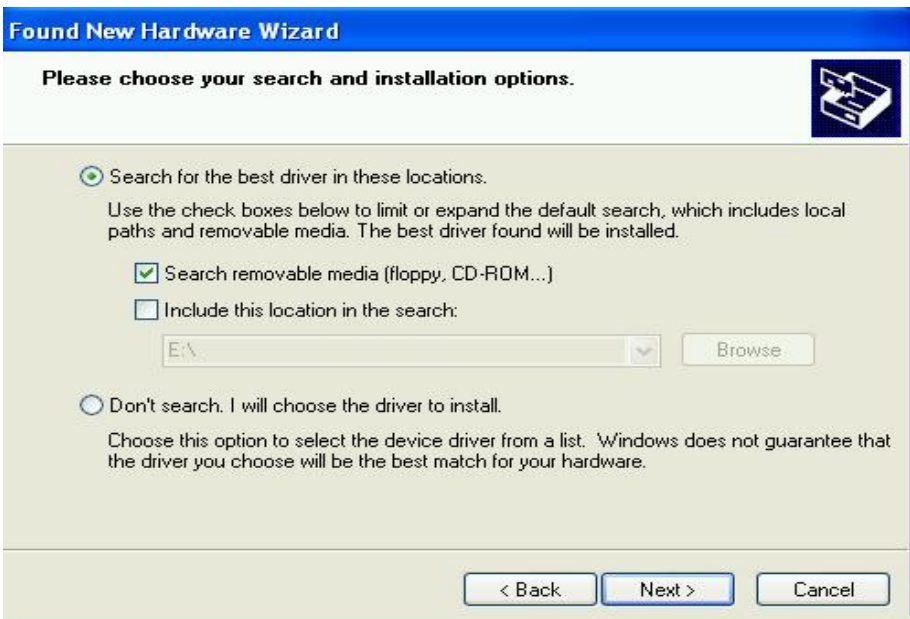 Found New Hardware Wizard
Please choose your search and installation options.
Search for the best driver in these locations.
Use the check boxes below to limit or expand the default search, which includes local
paths and removable media. The best driver found will be installed.
Search removable media (floppy, CD-ROM...)
Include this location in the search:
E:\
Browse
Don't search. I will choose the driver to install.
Choose this option to select the device driver from a list.  Windows does not guarantee that
the driver you choose will be the best match for your hardware.
< Back
Next >
Cancel